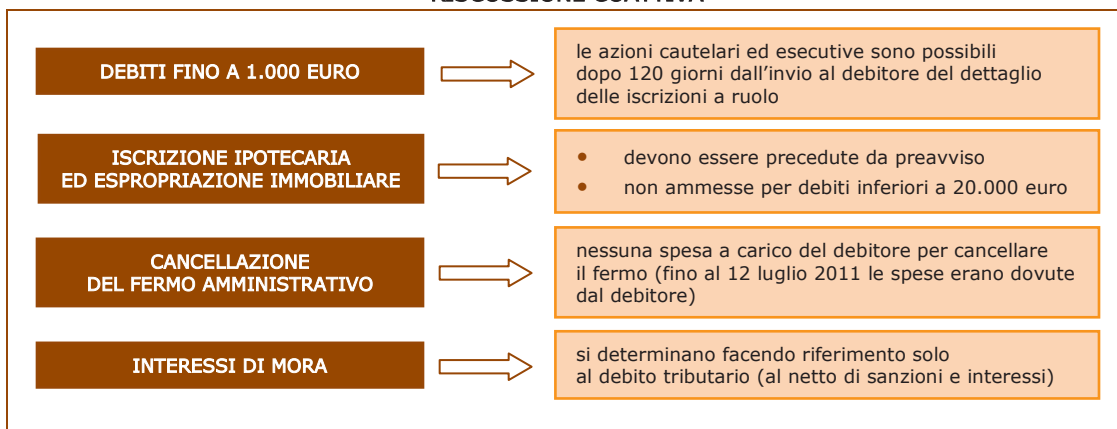 DEBITI FINO A 1.000 EURO
le azioni cautelari ed esecutive sono possibili
dopo 120 giorni dall'invio al debitore del dettaglio
delle iscrizioni a ruolo
ISCRIZIONE IPOTECARIA
ED ESPROPRIAZIONE IMMOBILIARE
• devono essere precedute da preavviso
• non ammesse per debiti inferiori a 20.000 euro
CANCELLAZIONE
DEL FERMO AMMINISTRATIVO
nessuna spesa a carico del debitore per cancellare
il fermo (fino al 12 luglio 2011 le spese erano dovute
dal debitore)
INTERESSI DI MORA
si determinano facendo riferimento solo
al debito tributario (al netto di sanzioni e interessi)